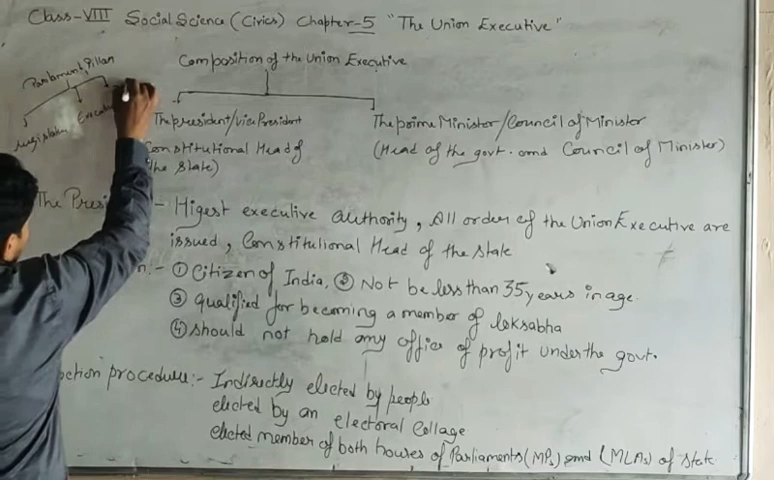 Class-VIII Social Science (Civics) Chapter-5 "The Union Executive"
Composition of the Union Executive
Parliament, Pillar
The president/Vice President
The prime Minister/Council of Minister
Constitutional Head of
the State)
(Head of the govt. and Council of Minister)
The Presi - Higest executive authority, All order of the Union Executive are
issued, Constitutional Head of the state
n:- ① Citizen of India, ② Not be less than 35 years in age.
③ qualified for becoming a member of loksabha
④ should not hold any office of profit under the govt.
ection procedure:- Indirectly elected by people
elected by an electoral Collage
elected member of both houses of Parliaments (MPs) and (MLAs) of state